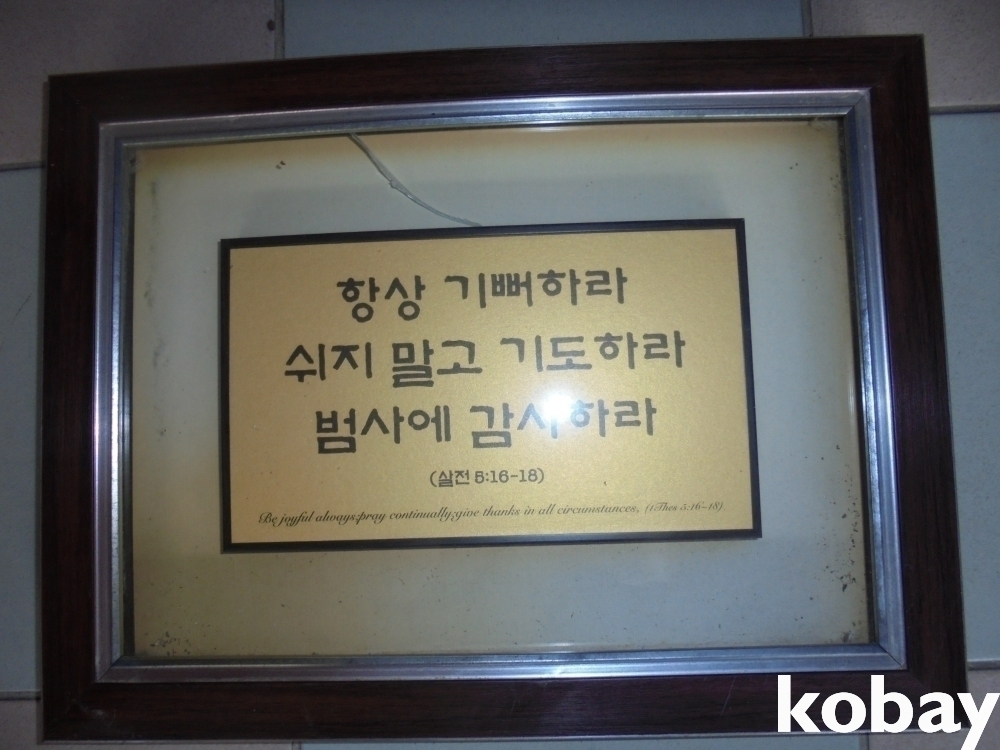 항상 기뻐하라
쉬지 말고 기도하라
범사에 감사하라
(살전 5:16-18)
Be joyful always;pray continually;give thanks in all circumstances, (1Thes 5:16-18)
kobay